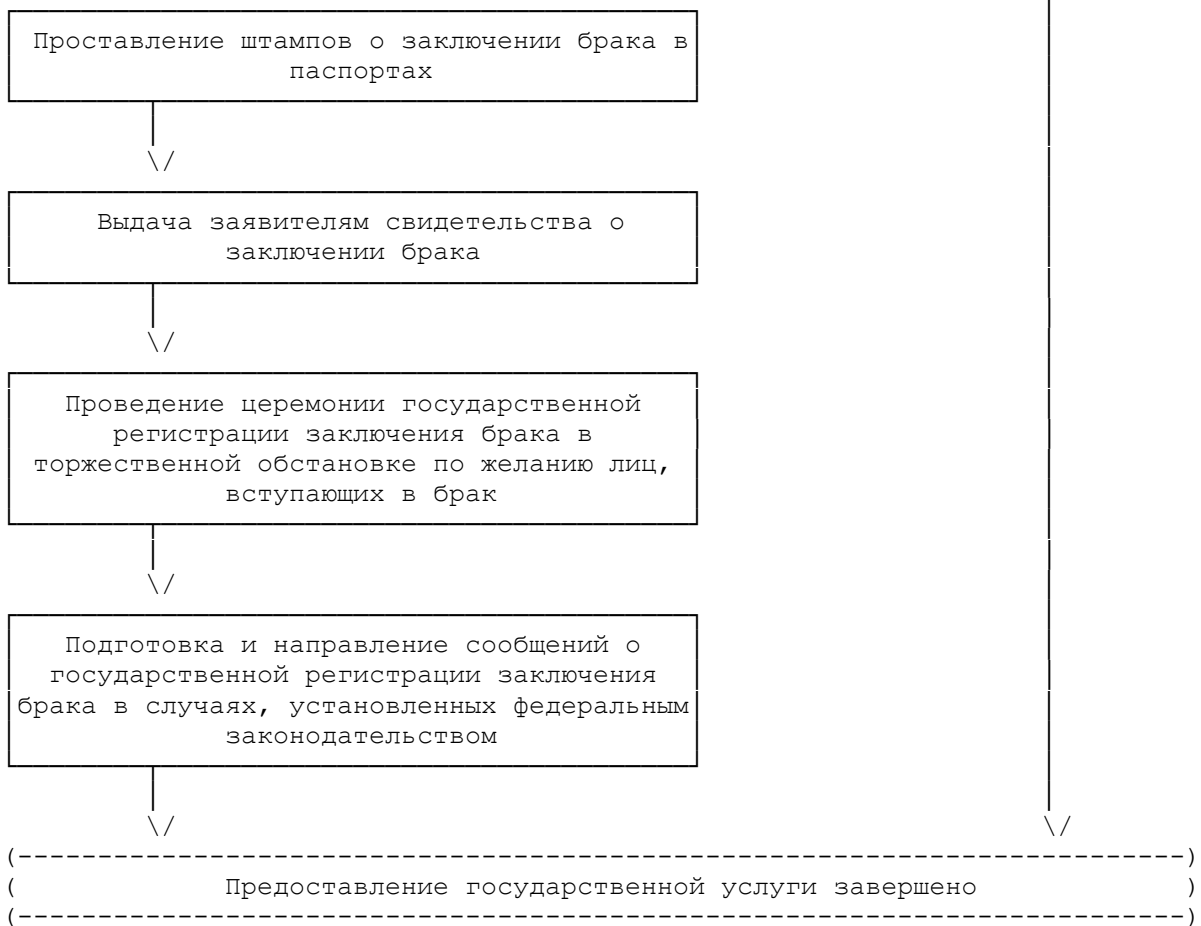 Проставление штампов о заключении брака в
паспортах
\/
Выдача заявителям свидетельства о
заключении брака
\/
Проведение церемонии государственной
регистрации заключения брака в
торжественной обстановке по желанию лиц,
вступающих в брак
\/
Подготовка и направление сообщений о
государственной регистрации заключения
брака в случаях, установленных федеральным
законодательством
\/ \/
(-------------------------------------------------------------------------)
( Предоставление государственной услуги завершено )
(-------------------------------------------------------------------------)